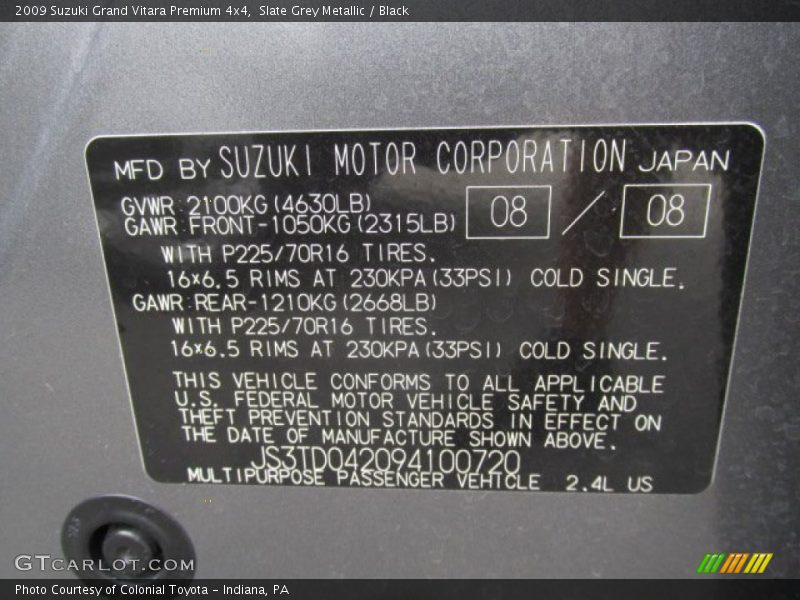 2009 Suzuki Grand Vitara Premium 4x4,  Slate Grey Metallic / Black
MFD BY SUZUKI MOTOR CORPORATION JAPAN
GVWR:2100KG(4630LB)
08 / 08
GAWR:FRONT-1050KG(2315LB)
WITH P225/70R16 TIRES.
16x6.5 RIMS AT 230KPA(33PSI) COLD SINGLE.
GAWR:REAR-1210KG(2668LB)
WITH P225/70R16 TIRES.
16x6.5 RIMS AT 230KPA(33PSI) COLD SINGLE.
THIS VEHICLE CONFORMS TO ALL APPLICABLE
U.S. FEDERAL MOTOR VEHICLE SAFETY AND
THEFT PREVENTION STANDARDS IN EFFECT ON
THE DATE OF MANUFACTURE SHOWN ABOVE.
JS3TD042094100720
MULTIPURPOSE PASSENGER VEHICLE 2.4L US
GTCARLOT.COM
Photo Courtesy of Colonial Toyota - Indiana, PA